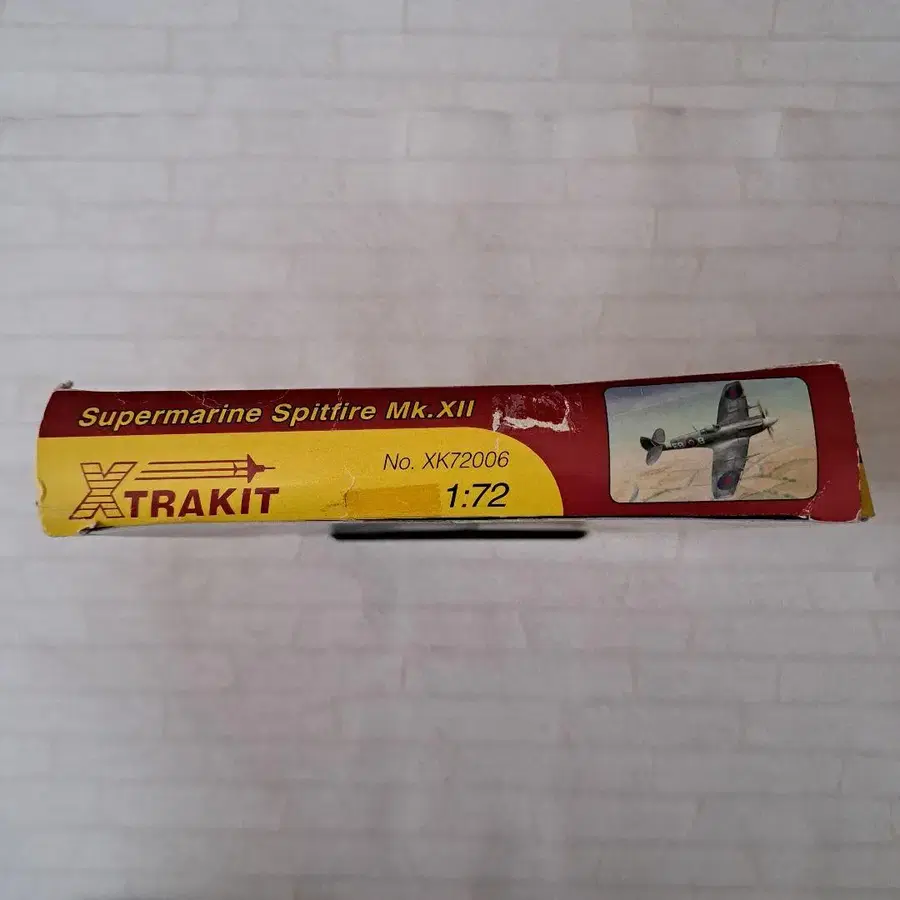 Supermarine Spitfire Mk.XII
No. XK72006
XTRAKIT
1:72